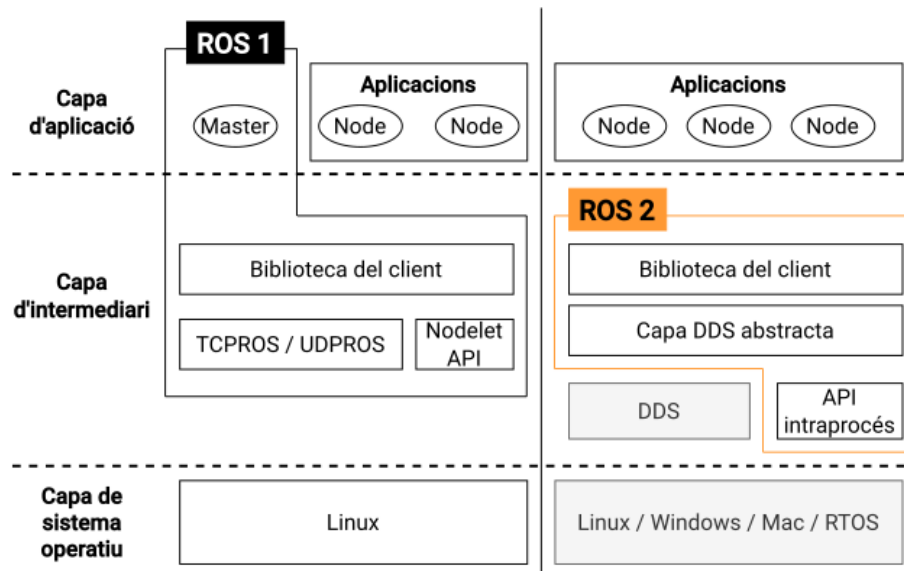 ROS 1
Capa
d'aplicació
Master
Aplicacions
Node
Node
Aplicacions
Node
Node
Node
ROS 2
Capa
d'intermediari
Biblioteca del client
TCPROS / UDPROS
Nodelet
API
Biblioteca del client
Capa DDS abstracta
DDS
API
intraprocés
Capa de
sistema
operatiu
Linux
Linux / Windows / Mac / RTOS